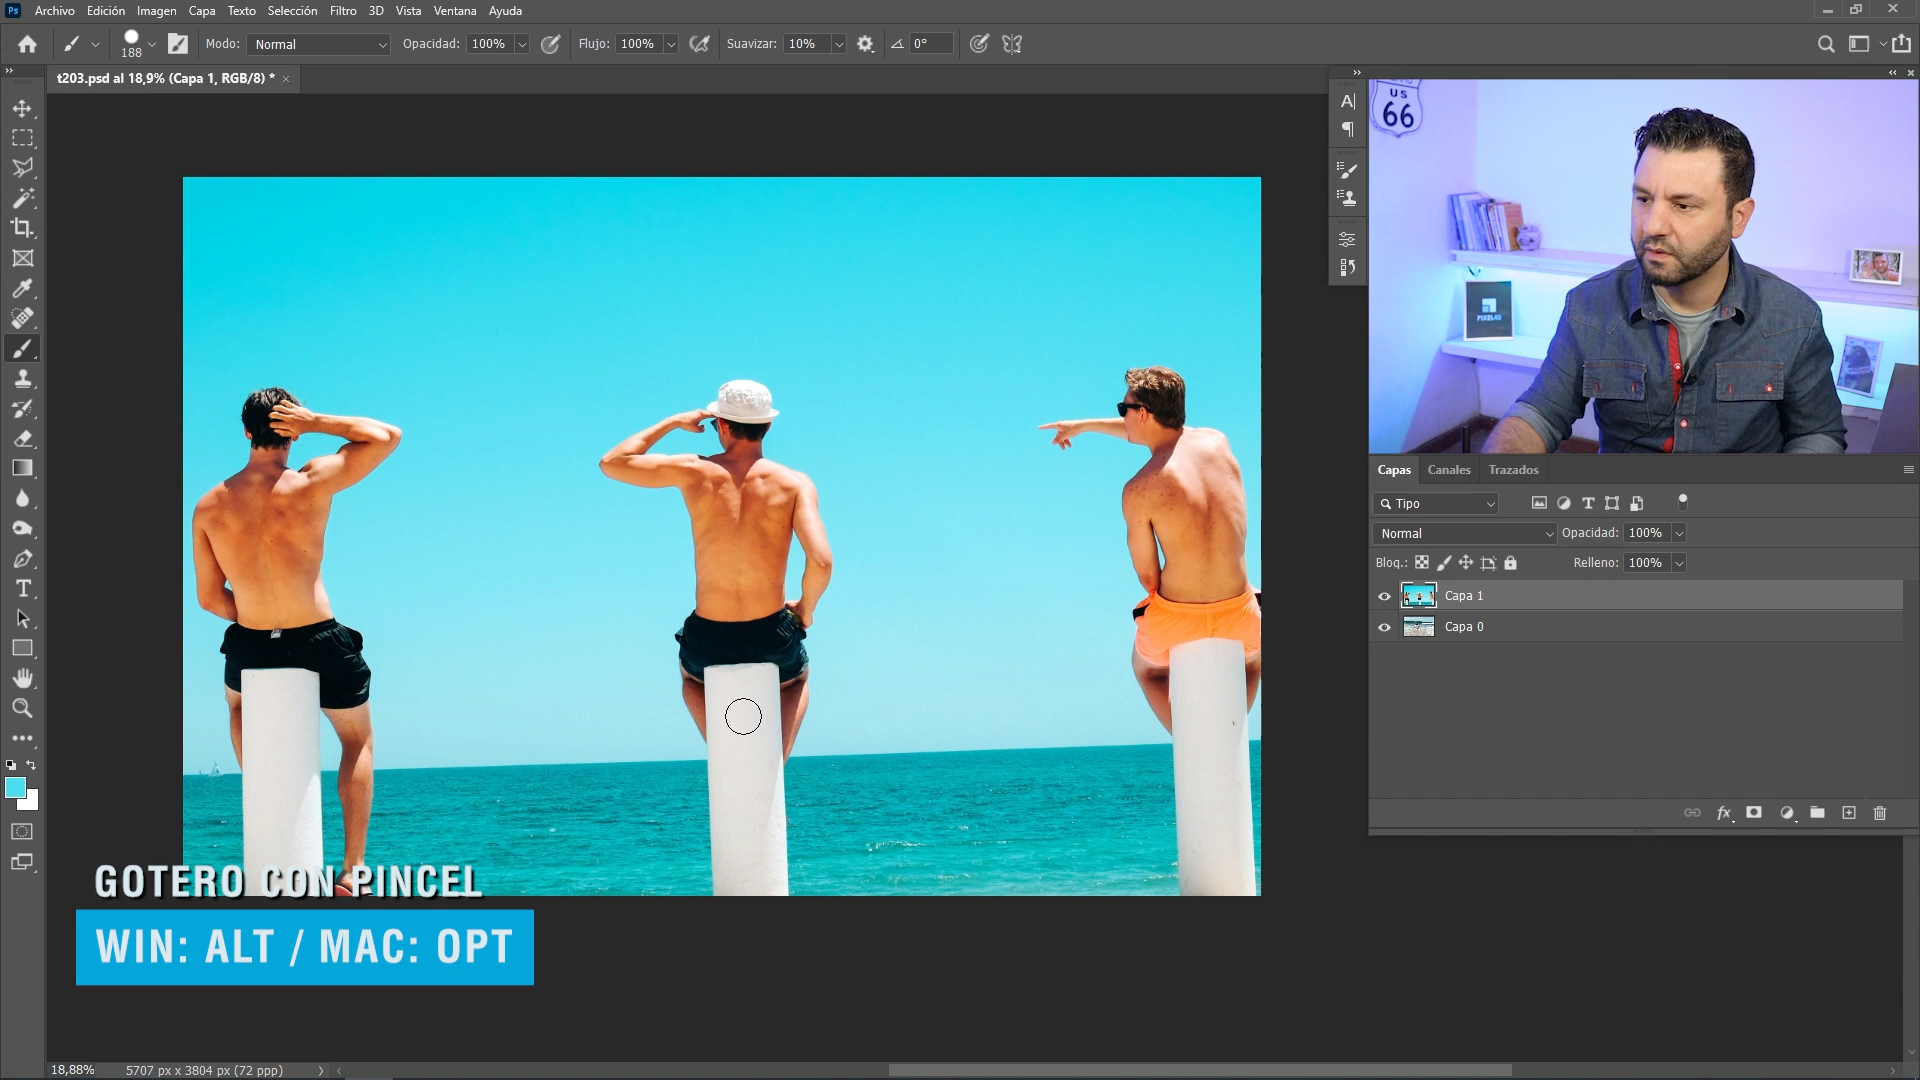 Ps Archivo Edición Imagen Capa Texto Selección Filtro 3D Vista Ventana Ayuda
188 Modo: Normal Opacidad: 100% Flujo: 100% Suavizar: 10% 0°
t203.psd al 18,9% (Capa 1, RGB/8) *
US
66
PIXEL40
Capas Canales Trazados
Tipo
Normal Opacidad: 100%
Bloq.: Relleno: 100%
Capa 1
Capa 0
fx
GOTERO CON PINCEL
WIN: ALT / MAC: OPT
18,88% 5707 px x 3804 px (72 ppp)